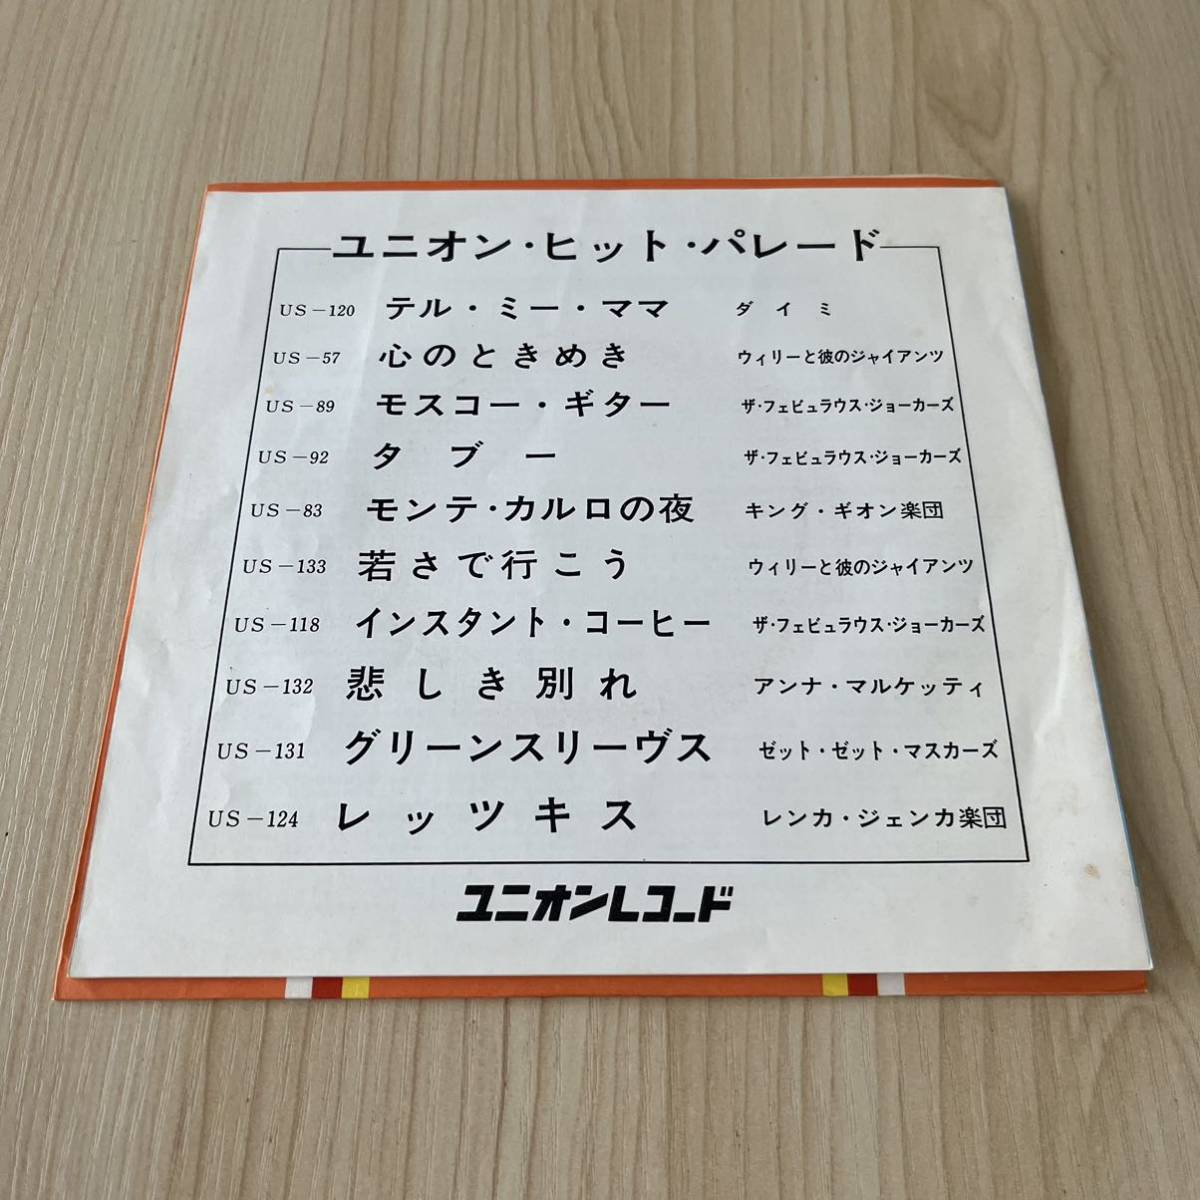 ユニオン・ヒット・パレード
US－120 テル・ミー・ママ ダイミ
US－57 心のときめき ウィリーと彼のジャイアンツ
US－89 モスコー・ギター ザ・フェビュラウス・ジョーカーズ
US－92 タブー ザ・フェビュラウス・ジョーカーズ
US－83 モンテ・カルロの夜 キング・ギオン楽団
US－133 若さで行こう ウィリーと彼のジャイアンツ
US－118 インスタント・コーヒー ザ・フェビュラウス・ジョーカーズ
US－132 悲しき別れ アンナ・マルケッティ
US－131 グリーンスリーヴス ゼット・ゼット・マスカーズ
US－124 レッツキス レンカ・ジェンカ楽団
ユニオンレコード